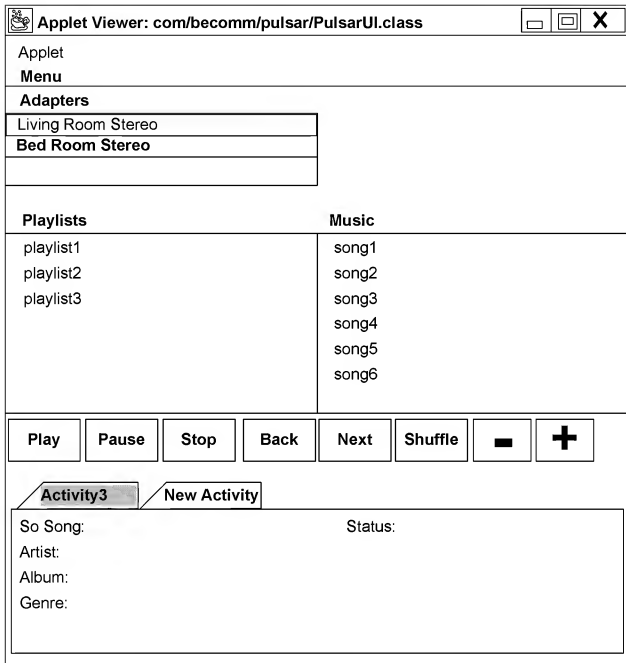 Applet Viewer: com/becomm/pulsar/PulsarUI.class X
Applet
Menu
Adapters
Living Room Stereo
Bed Room Stereo
Playlists Music
playlist1 song1
playlist2 song2
playlist3 song3
song4
song5
song6
Play Pause Stop Back Next Shuffle - +
Activity3 New Activity
So Song: Status:
Artist:
Album:
Genre: